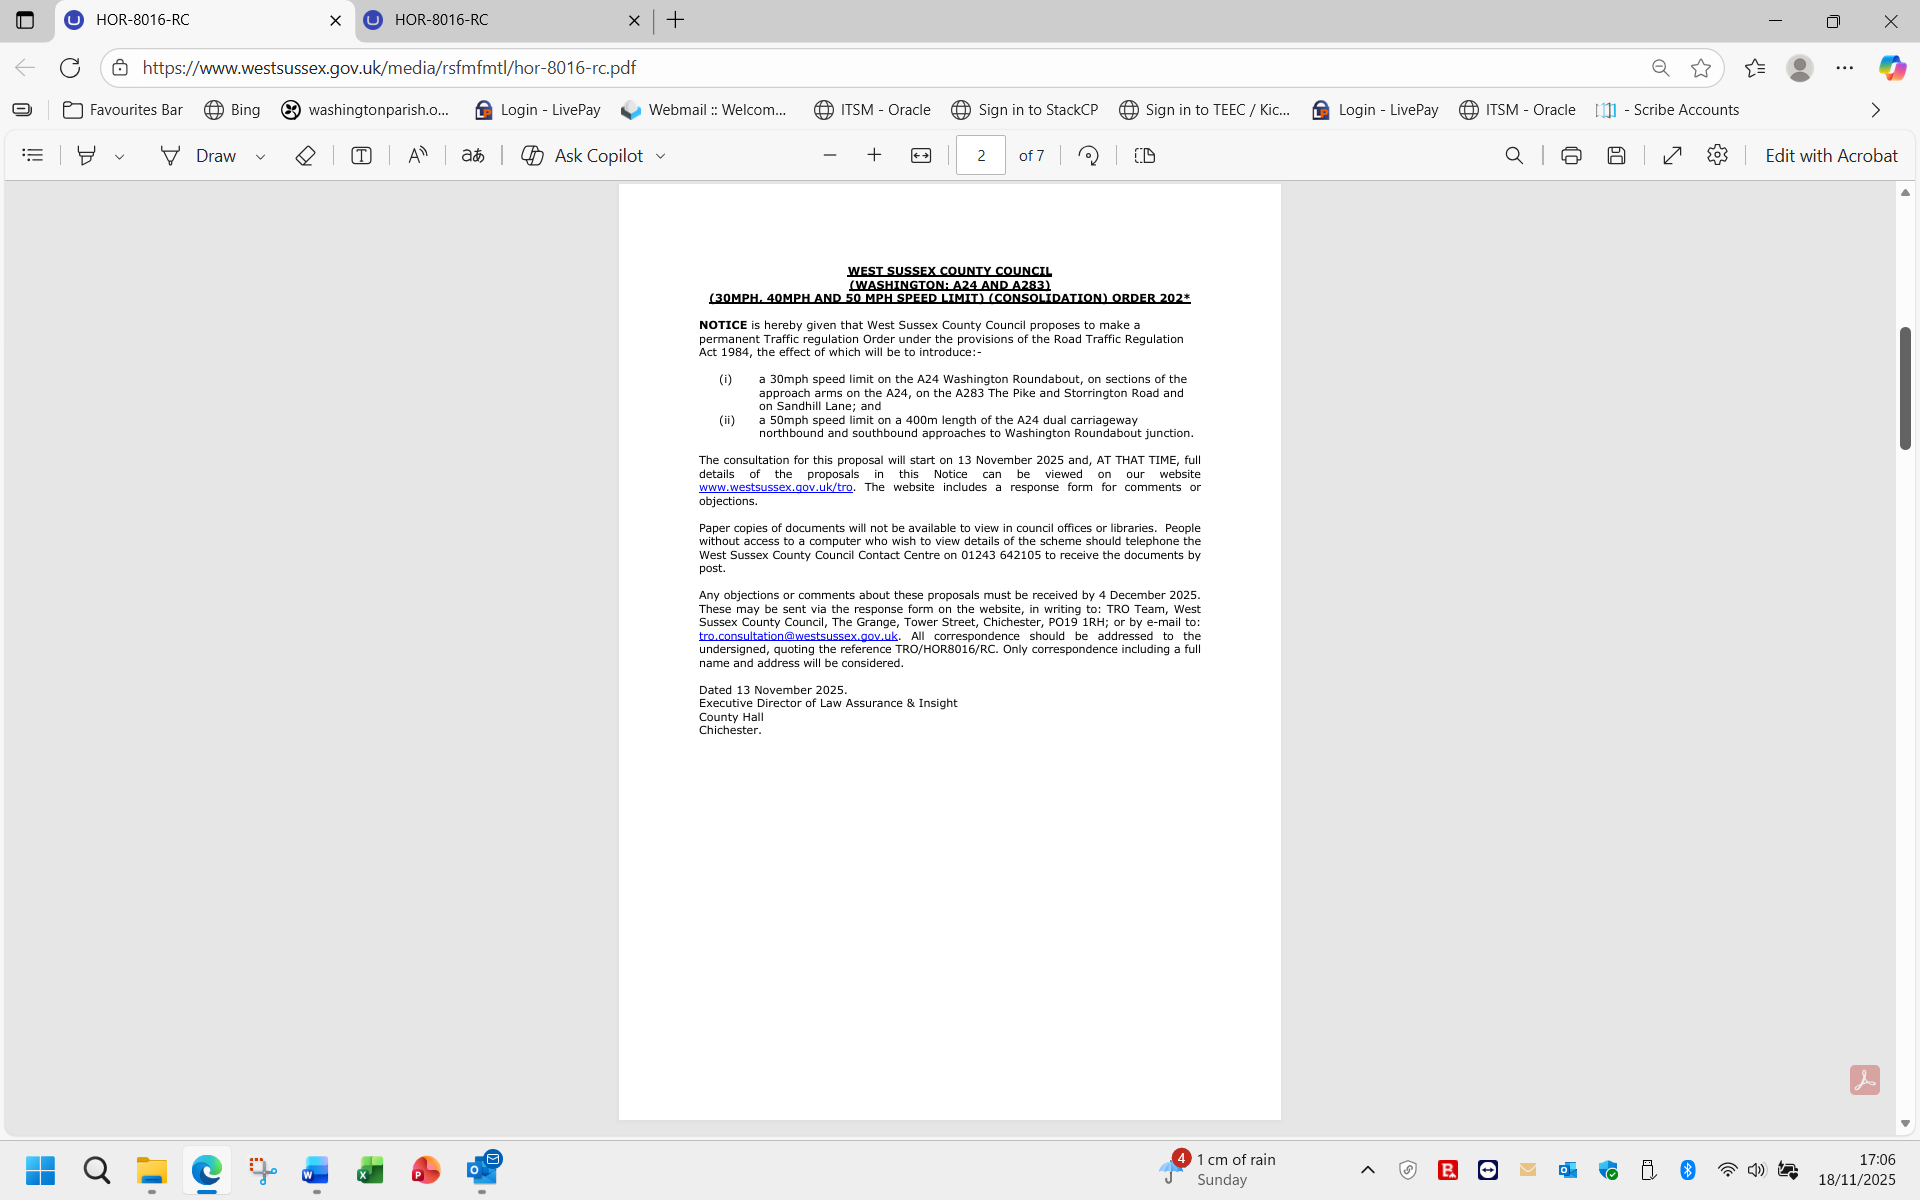 HOR-8016-RC
HOR-8016-RC
https://www.westsussex.gov.uk/media/rsfmfmtl/hor-8016-rc.pdf
Favourites Bar
Bing
washingtonparish.o...
Login - LivePay
Webmail :: Welcom...
ITSM - Oracle
Sign in to StackCP
Sign in to TEEC / Kic...
Login - LivePay
ITSM - Oracle
- Scribe Accounts
Draw
Ask Copilot
2 of 7
Edit with Acrobat
WEST SUSSEX COUNTY COUNCIL
(WASHINGTON: A24 AND A283)
(30MPH, 40MPH AND 50 MPH SPEED LIMIT) (CONSOLIDATION) ORDER 202*
NOTICE is hereby given that West Sussex County Council proposes to make a
permanent Traffic regulation Order under the provisions of the Road Traffic Regulation
Act 1984, the effect of which will be to introduce:-
(i) a 30mph speed limit on the A24 Washington Roundabout, on sections of the
approach arms on the A24, on the A283 The Pike and Storrington Road and
on Sandhill Lane; and
(ii) a 50mph speed limit on a 400m length of the A24 dual carriageway
northbound and southbound approaches to Washington Roundabout junction.
The consultation for this proposal will start on 13 November 2025 and, AT THAT TIME, full
details of the proposals in this Notice can be viewed on our website
www.westsussex.gov.uk/tro. The website includes a response form for comments or
objections.
Paper copies of documents will not be available to view in council offices or libraries. People
without access to a computer who wish to view details of the scheme should telephone the
West Sussex County Council Contact Centre on 01243 642105 to receive the documents by
post.
Any objections or comments about these proposals must be received by 4 December 2025.
These may be sent via the response form on the website, in writing to: TRO Team, West
Sussex County Council, The Grange, Tower Street, Chichester, PO19 1RH; or by e-mail to:
tro.consultation@westsussex.gov.uk. All correspondence should be addressed to the
undersigned, quoting the reference TRO/HOR8016/RC. Only correspondence including a full
name and address will be considered.
Dated 13 November 2025.
Executive Director of Law Assurance & Insight
County Hall
Chichester.
4
1 cm of rain
Sunday
17:06
18/11/2025